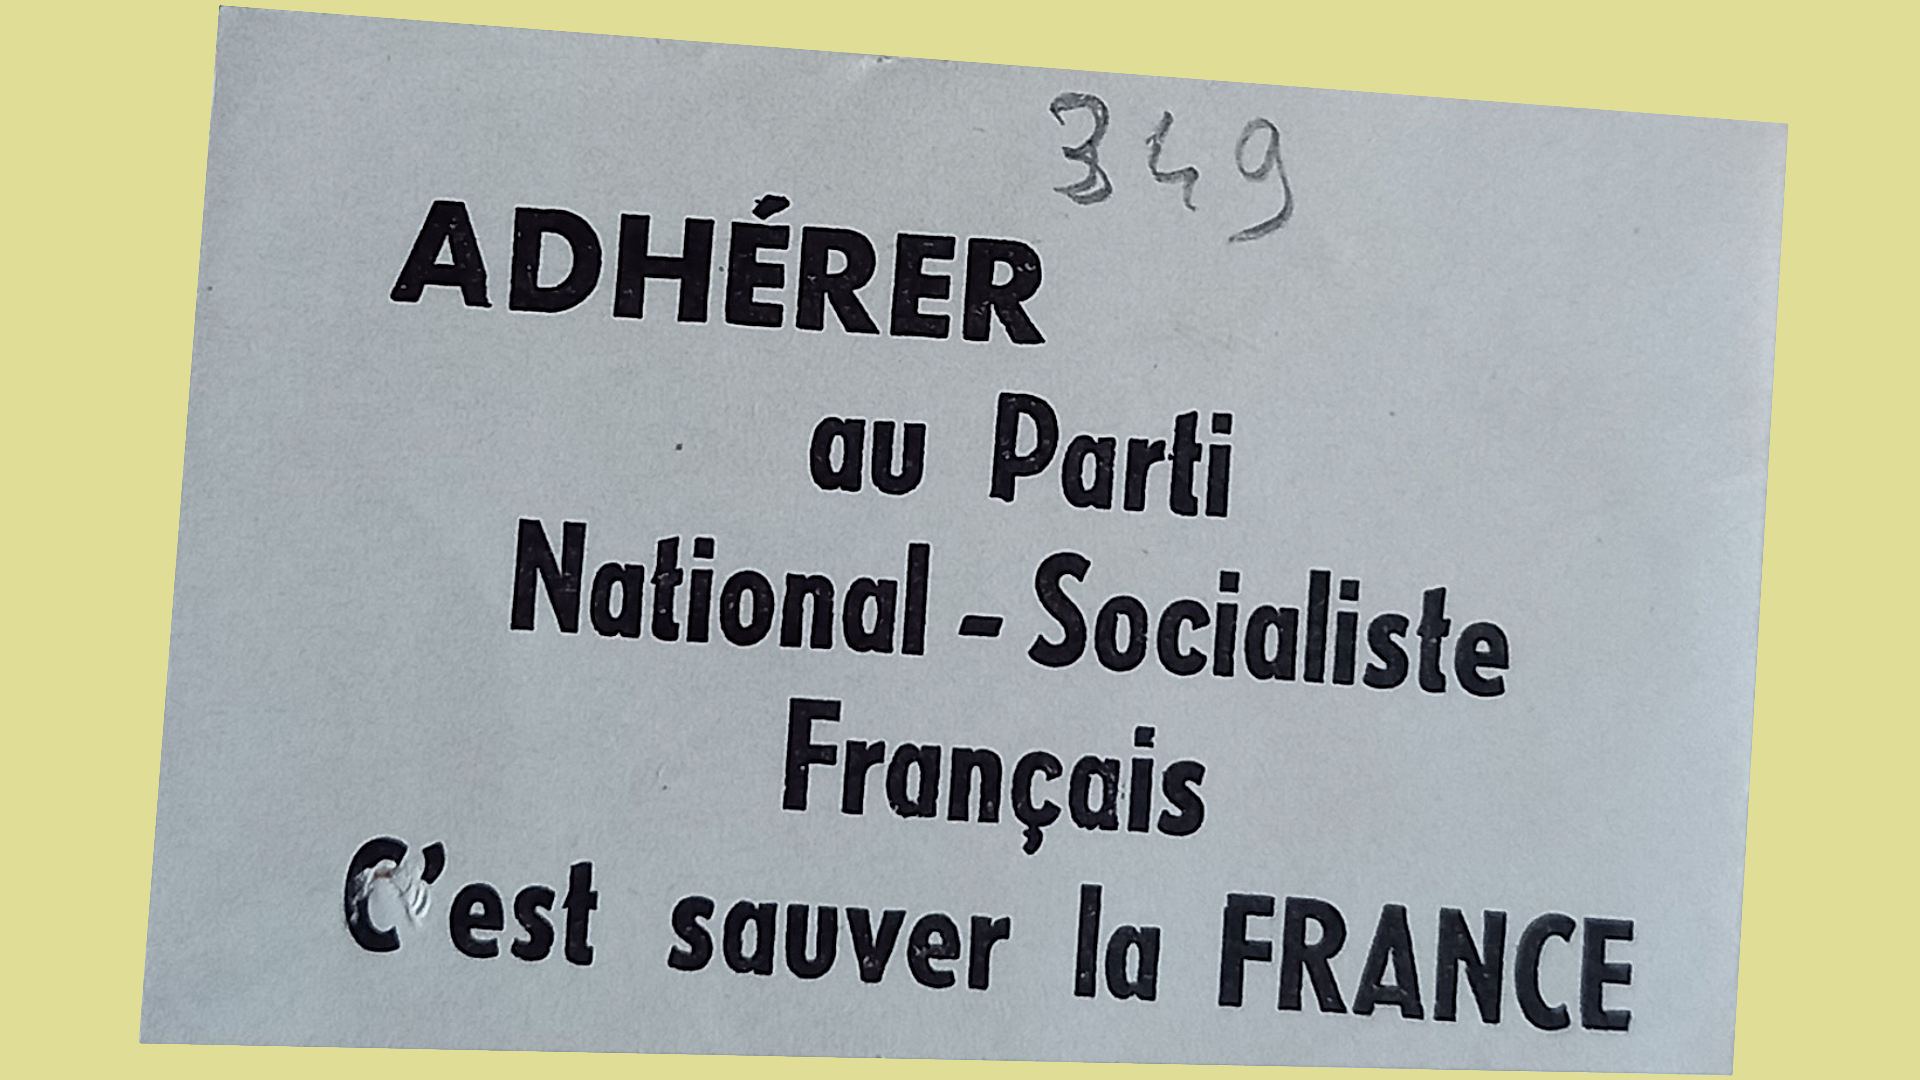 349
ADHÉRER
au Parti
National - Socialiste
Français
C'est sauver la FRANCE